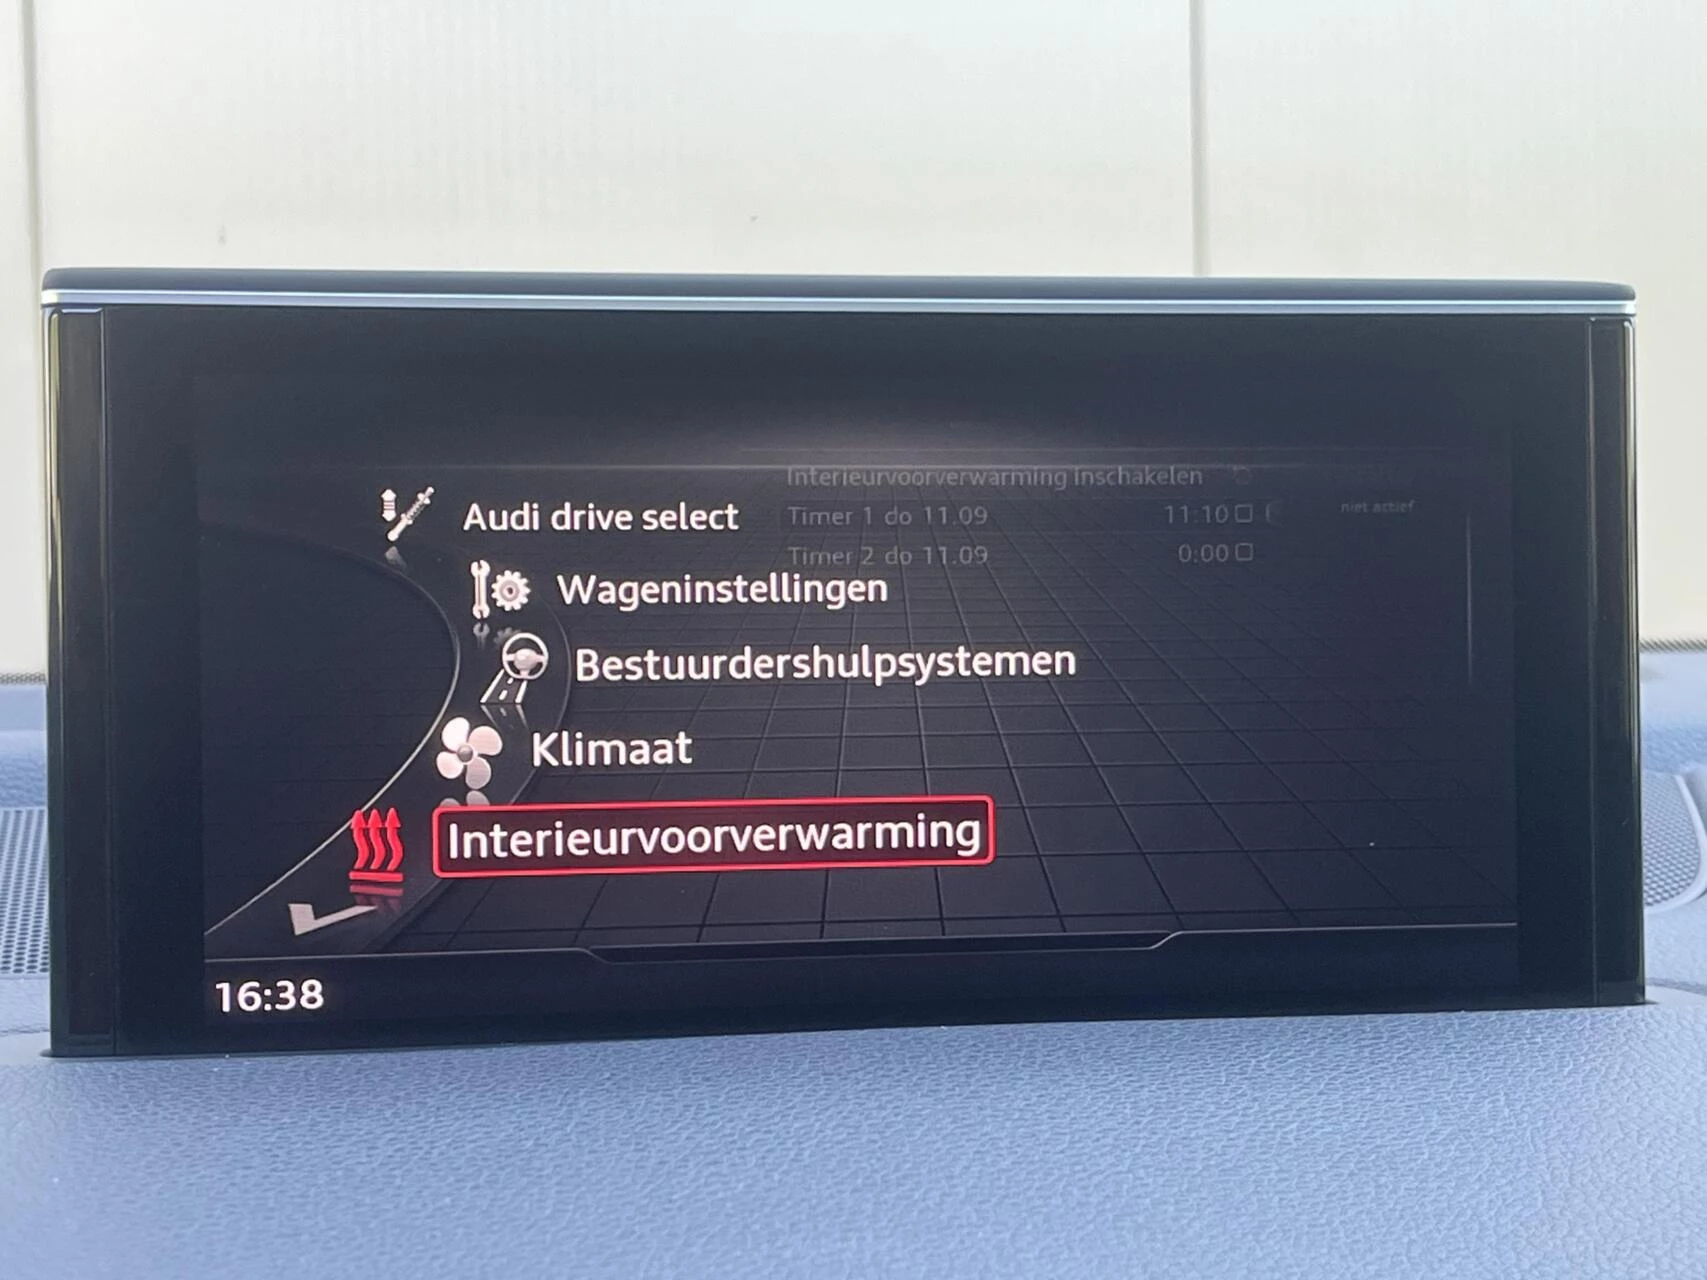 Interieurvoorverwarming inschakelen
Audi drive select
Timer 1 do 11.09 11:10
niet actief
Timer 2 do 11.09 0:00
Wageninstellingen
Bestuurdershulpsystemen
Klimaat
Interieurvoorverwarming
16:38